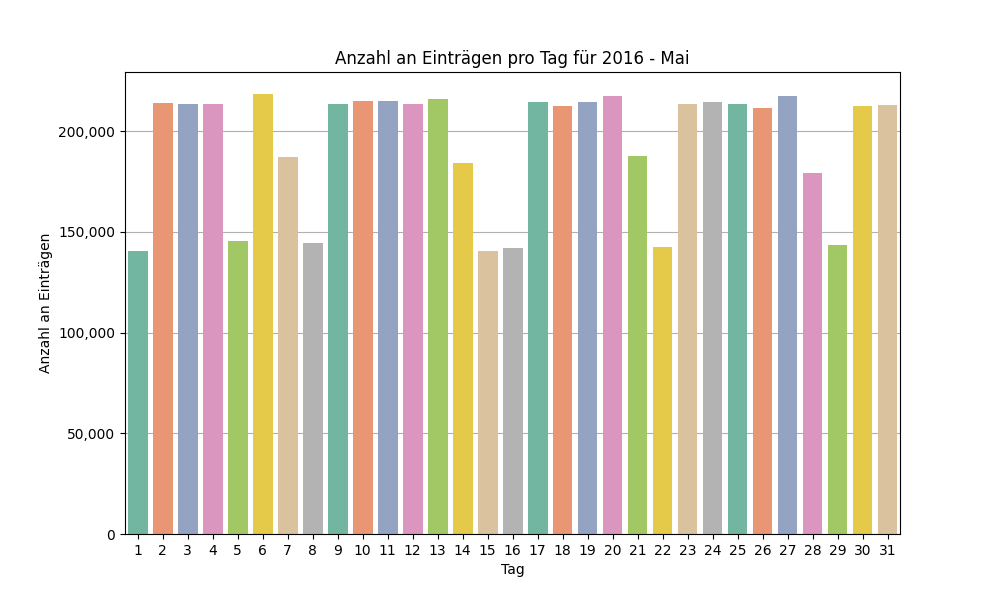 Anzahl an Einträgen pro Tag für 2016 - Mai
200,000
150,000
100,000
50,000
0
Anzahl an Einträgen
1 2 3 4 5 6 7 8 9 10 11 12 13 14 15 16 17 18 19 20 21 22 23 24 25 26 27 28 29 30 31
Tag